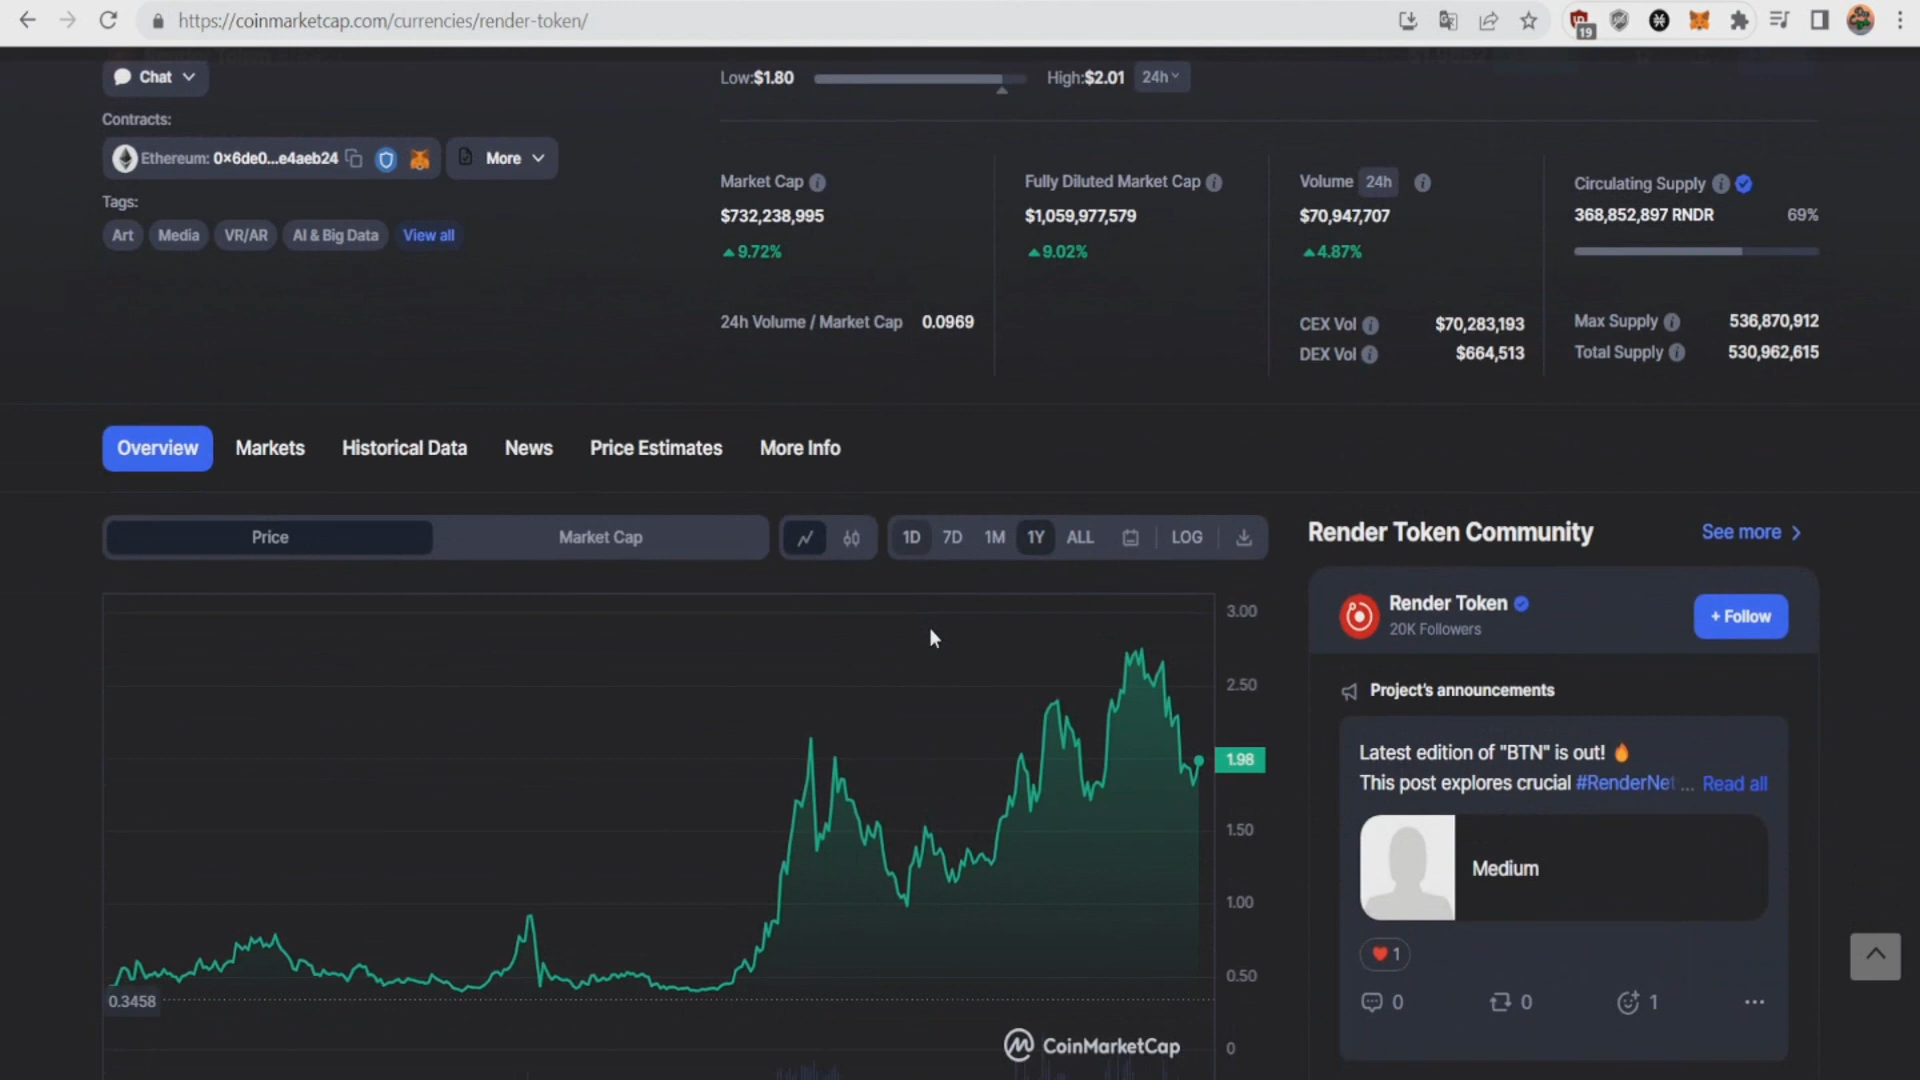 https://coinmarketcap.com/currencies/render-token/
19
Chat
Low:$1.80
High:$2.01
24h
Contracts:
Ethereum: 0x6de0...e4aeb24
More
Tags:
Art
Media
VR/AR
AI & Big Data
View all
Market Cap
$732,238,995
9.72%
24h Volume / Market Cap 0.0969
Fully Diluted Market Cap
$1,059,977,579
9.02%
Volume 24h
$70,947,707
4.87%
CEX Vol $70,283,193
DEX Vol $664,513
Circulating Supply
368,852,897 RNDR 69%
Max Supply 536,870,912
Total Supply 530,962,615
Overview
Markets
Historical Data
News
Price Estimates
More Info
Price
Market Cap
1D
7D
1M
1Y
ALL
LOG
3.00
2.50
1.98
1.50
1.00
0.50
0
0.3458
CoinMarketCap
Render Token Community
See more
Render Token
20K Followers
+ Follow
Project's announcements
Latest edition of "BTN" is out! 🔥
This post explores crucial #RenderNet ... Read all
Medium
❤️ 1
0
0
1